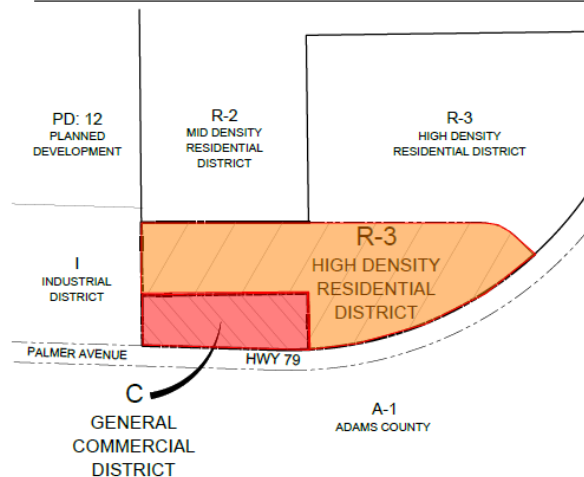 PD: 12
PLANNED
DEVELOPMENT
R-2
MID DENSITY
RESIDENTIAL
DISTRICT
R-3
HIGH DENSITY
RESIDENTIAL DISTRICT
I
INDUSTRIAL
DISTRICT
R-3
HIGH DENSITY
RESIDENTIAL
DISTRICT
PALMER AVENUE
HWY 79
C
GENERAL
COMMERCIAL
DISTRICT
A-1
ADAMS COUNTY